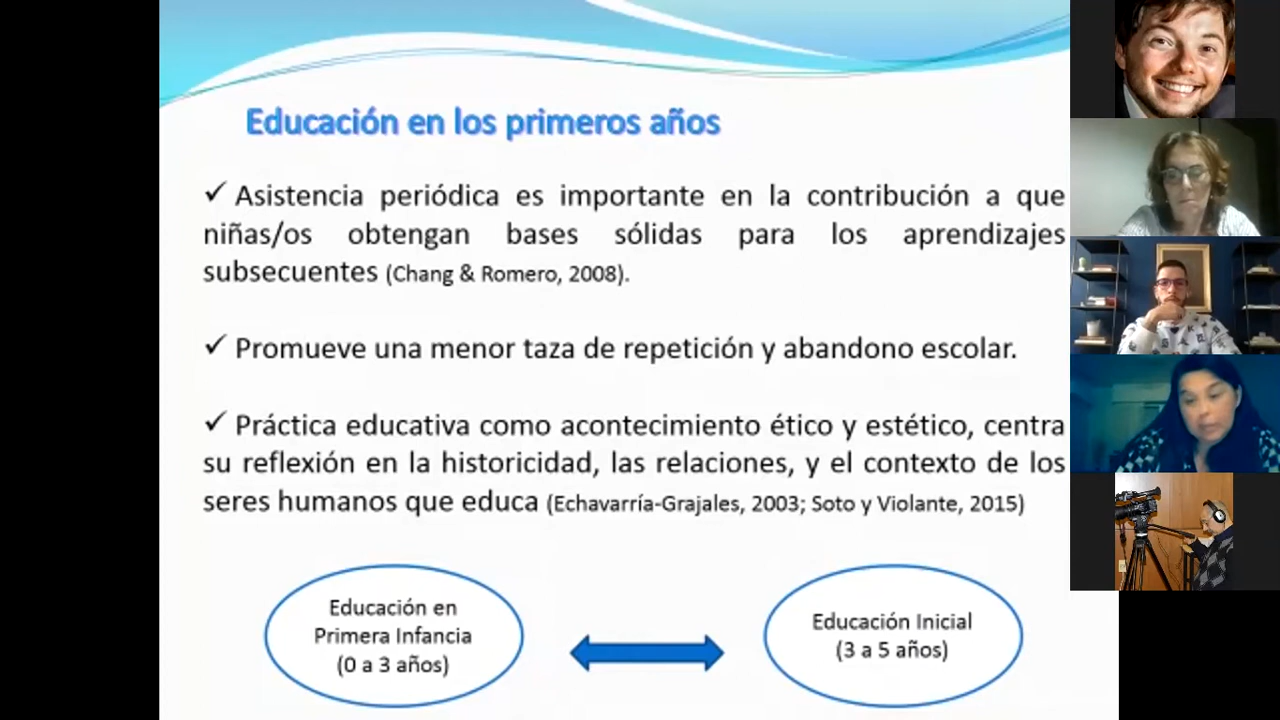 Educación en los primeros años
✓ Asistencia periódica es importante en la contribución a que
niñas/os obtengan bases sólidas para los aprendizajes
subsecuentes (Chang & Romero, 2008).
✓ Promueve una menor taza de repetición y abandono escolar.
✓ Práctica educativa como acontecimiento ético y estético, centra
su reflexión en la historicidad, las relaciones, y el contexto de los
seres humanos que educa (Echavarría-Grajales, 2003; Soto y Violante, 2015)
Educación en
Primera Infancia
(0 a 3 años)
Educación Inicial
(3 a 5 años)